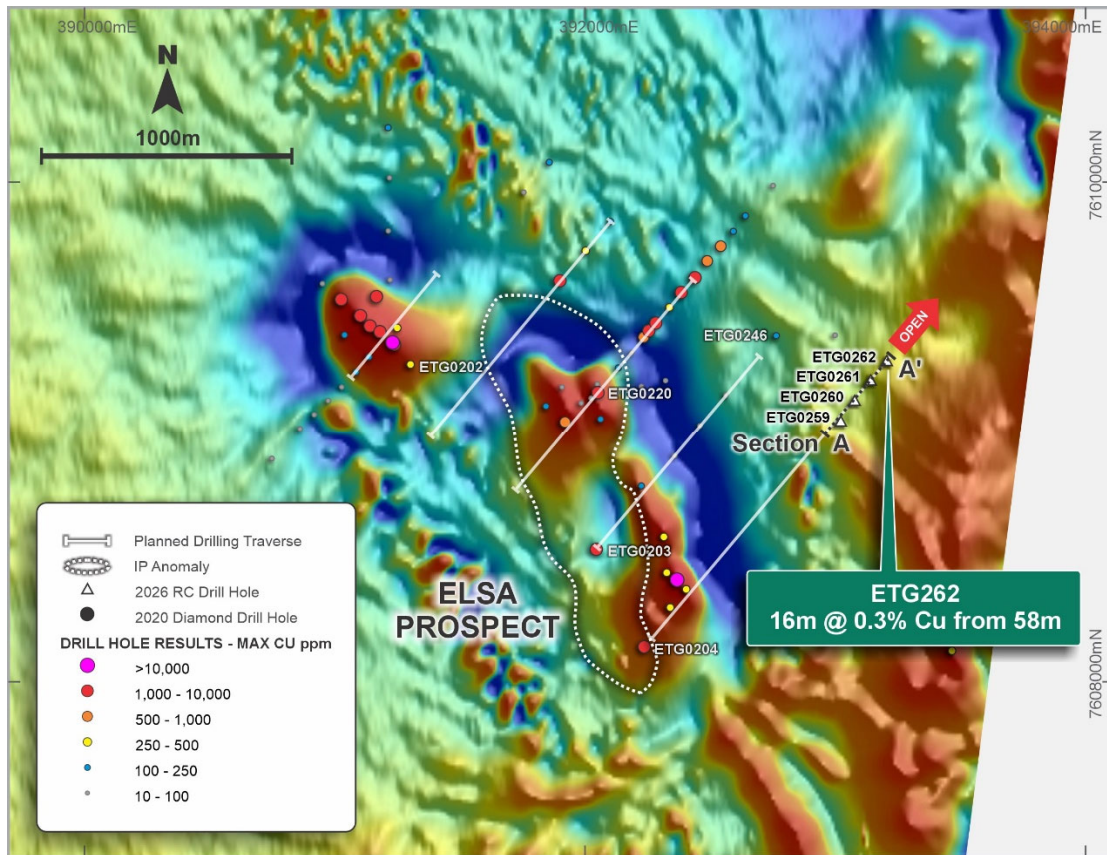 390000mE
392000mE
394000mE
N
1000m
7610000mN
ETG0246
OPEN
ETG0262
A'
ETG0261
ETG0202
ETG0220
ETG0260
ETG0259
Section A
ETG0203
ELSA
PROSPECT
ETG262
16m @ 0.3% Cu from 58m
ETG0204
7608000mN
Planned Drilling Traverse
IP Anomaly
2026 RC Drill Hole
2020 Diamond Drill Hole
DRILL HOLE RESULTS - MAX CU ppm
>10,000
1,000 - 10,000
500 - 1,000
250 - 500
100 - 250
10 - 100